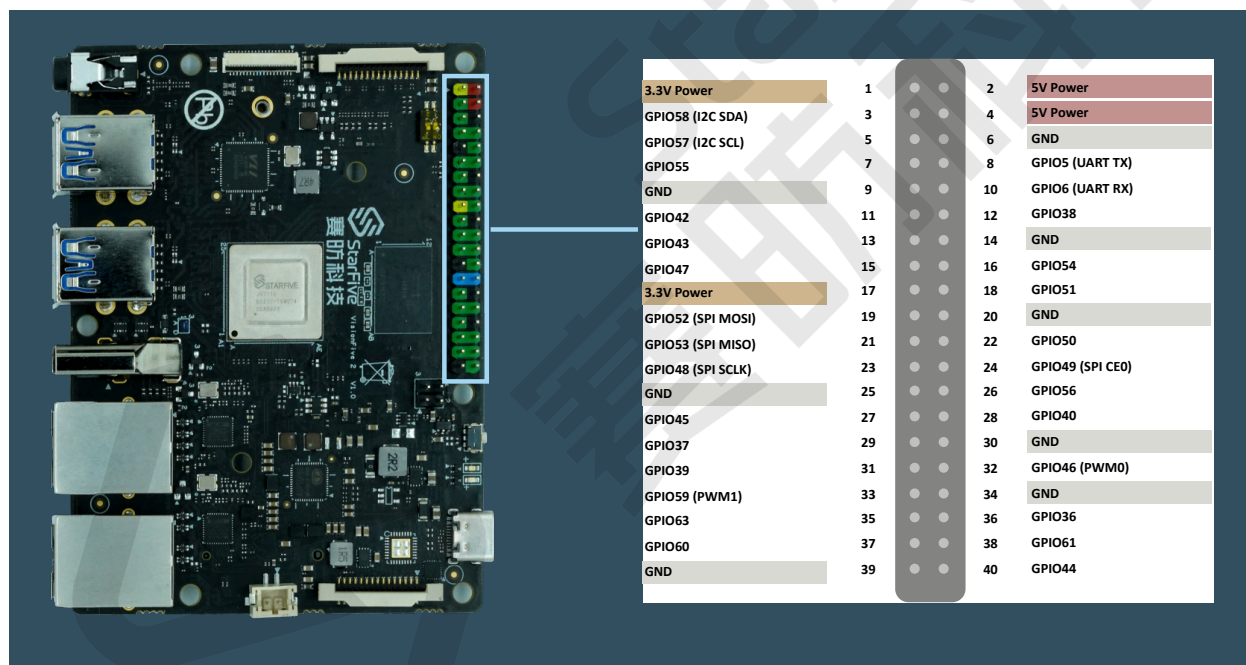 赛昉科技
StarFive
VisionFive 2 V1.0
STARFIVE
VIA
Pb
4R7
2R2
1R5
3.3V Power 1 2 5V Power
GPIO58 (I2C SDA) 3 4 5V Power
GPIO57 (I2C SCL) 5 6 GND
GPIO55 7 8 GPIO5 (UART TX)
GND 9 10 GPIO6 (UART RX)
GPIO42 11 12 GPIO38
GPIO43 13 14 GND
GPIO47 15 16 GPIO54
3.3V Power 17 18 GPIO51
GPIO52 (SPI MOSI) 19 20 GND
GPIO53 (SPI MISO) 21 22 GPIO50
GPIO48 (SPI SCLK) 23 24 GPIO49 (SPI CE0)
GND 25 26 GPIO56
GPIO45 27 28 GPIO40
GPIO37 29 30 GND
GPIO39 31 32 GPIO46 (PWM0)
GPIO59 (PWM1) 33 34 GND
GPIO63 35 36 GPIO36
GPIO60 37 38 GPIO61
GND 39 40 GPIO44